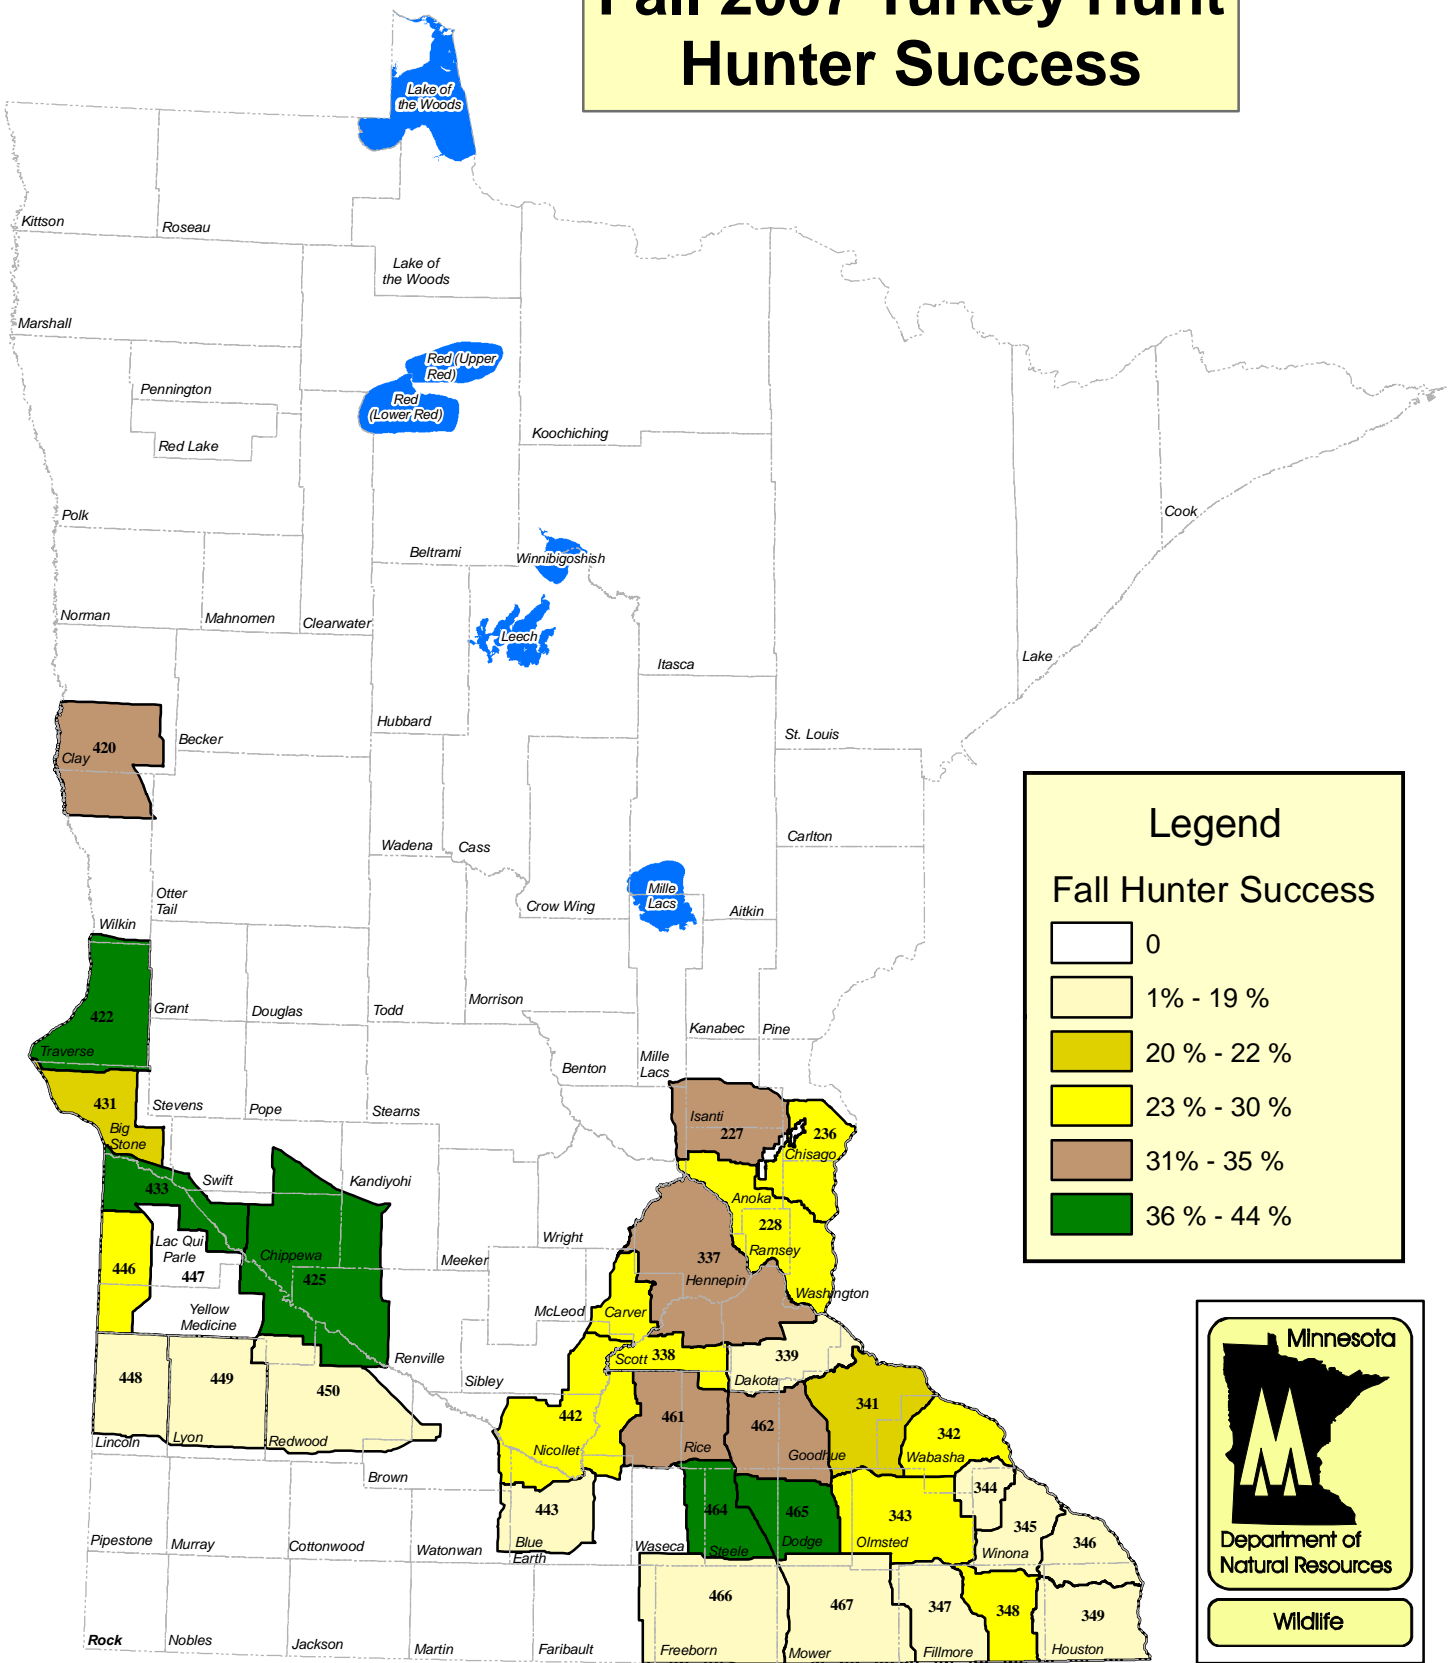 Fall 2007 Turkey Hunt
Hunter Success
Lake of
the Woods
Kittson
Roseau
Lake of
the Woods
Marshall
Red (Upper
Red)
Pennington
Red
(Lower Red)
Red Lake
Koochiching
Polk
Cook
Beltrami
Winnibigoshish
Norman
Mahnomen
Clearwater
Leech
Itasca
Lake
Hubbard
420
Clay
Becker
St. Louis
Wadena
Cass
Carlton
Otter
Tail
Mille
Lacs
Crow Wing
Aitkin
Wilkin
422
Grant
Douglas
Todd
Morrison
Kanabec
Pine
Traverse
Mille
Lacs
Benton
431
Stevens
Pope
Stearns
Isanti
227
236
Big
Stone
Chisago
433
Swift
Kandiyohi
Anoka
228
Lac Qui
Parle
Chippewa
Wright
Meeker
337
Ramsey
446
447
425
Hennepin
Washington
Yellow
Medicine
McLeod
Carver
Renville
Scott
338
339
448
449
450
Sibley
Dakota
341
442
461
462
342
Lincoln
Lyon
Redwood
Nicollet
Rice
Goodhue
Wabasha
Brown
443
464
465
343
344
345
346
Pipestone
Murray
Cottonwood
Watonwan
Blue
Earth
Waseca
Steele
Dodge
Olmsted
Winona
466
467
347
348
349
Rock
Nobles
Jackson
Martin
Faribault
Freeborn
Mower
Fillmore
Houston
Legend
Fall Hunter Success
0
1% - 19 %
20 % - 22 %
23 % - 30 %
31% - 35 %
36 % - 44 %
Minnesota
Department of
Natural Resources
Wildlife